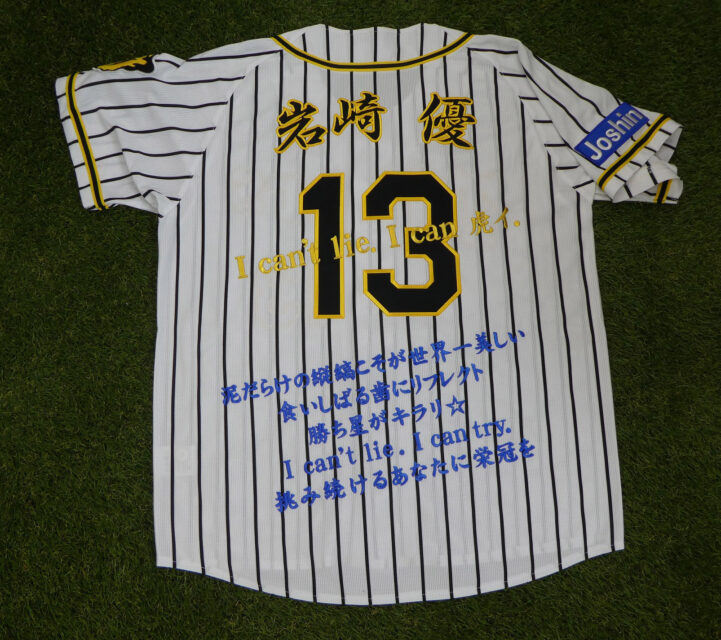 岩崎 優
Joshin
13
I can't lie. I can 虎イ.
泥だらけの縦縞こそが世界一美しい
食いしばる歯にリフレクト
勝ち星がキラリ☆
I can't lie. I can try.
挑み続けるあなたに栄冠を